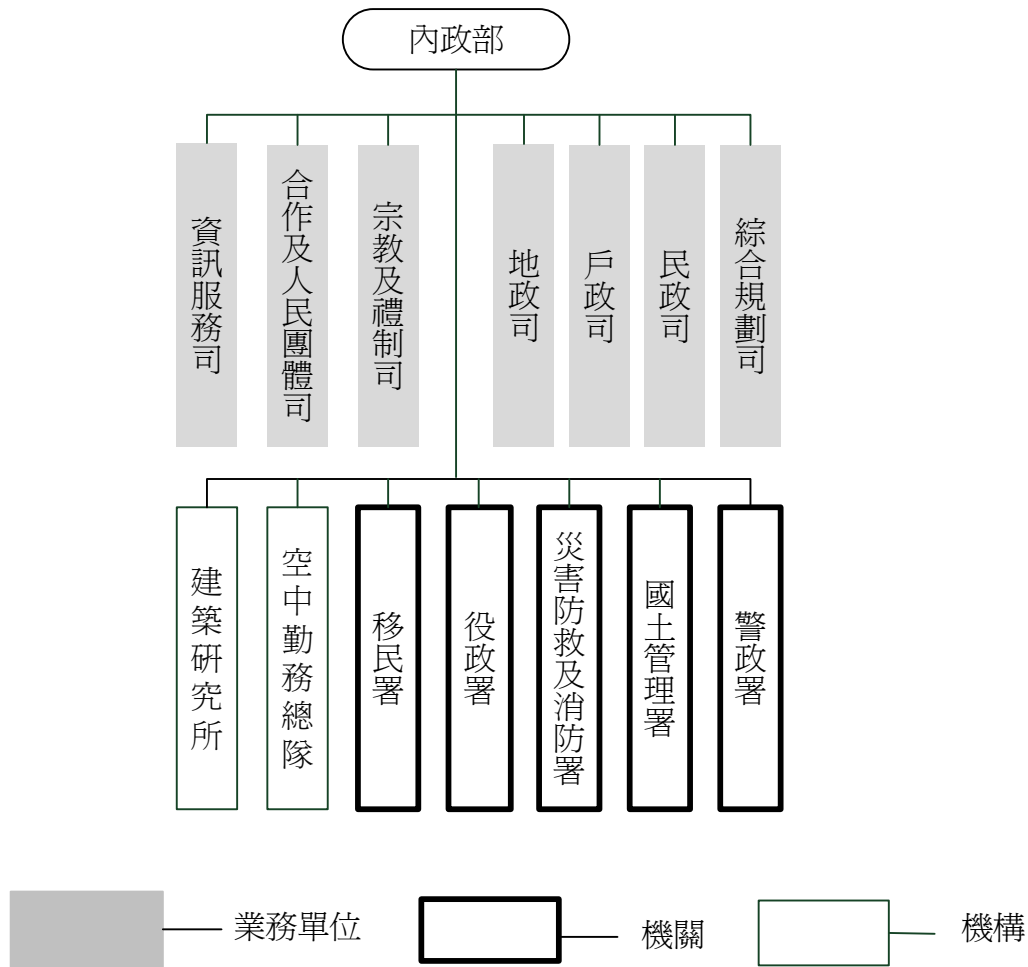 內政部
資訊服務司
合作及人民團體司
宗教及禮制司
地政司
戶政司
民政司
綜合規劃司
建築研究所
空中勤務總隊
移民署
役政署
災害防救及消防署
國土管理署
警政署
業務單位
機關
機構